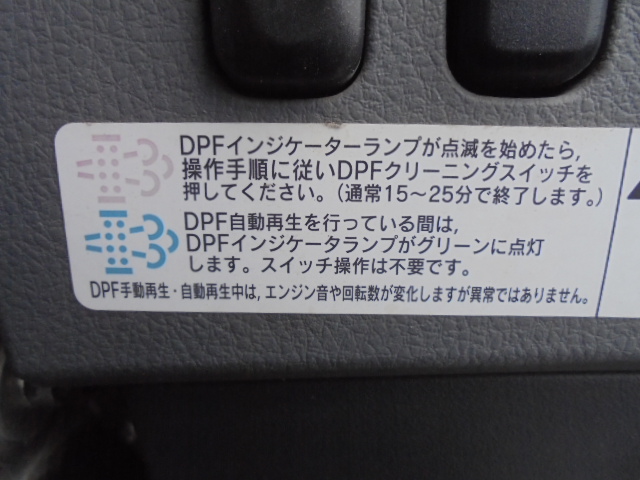 DPFインジケーターランプが点滅を始めたら,
操作手順に従いDPFクリーニングスイッチを
押してください。(通常15～25分で終了します。)
DPF自動再生を行っている間は,
DPFインジケータランプがグリーンに点灯
します。スイッチ操作は不要です。
DPF手動再生・自動再生中は,エンジン音や回転数が変化しますが異常ではありません。